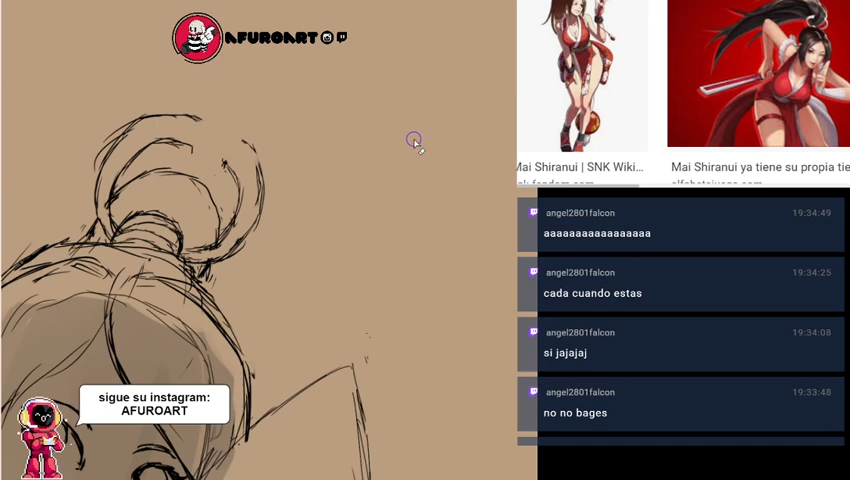 AFUROART
Mai Shiranui | SNK Wiki...
Mai Shiranui ya tiene su propia tie
angel2801falcon 19:34:49
aaaaaaaaaaaaaaaaa
angel2801falcon 19:34:25
cada cuando estas
angel2801falcon 19:34:08
si jajajaj
angel2801falcon 19:33:48
no no bages
sigue su instagram:
AFUROART